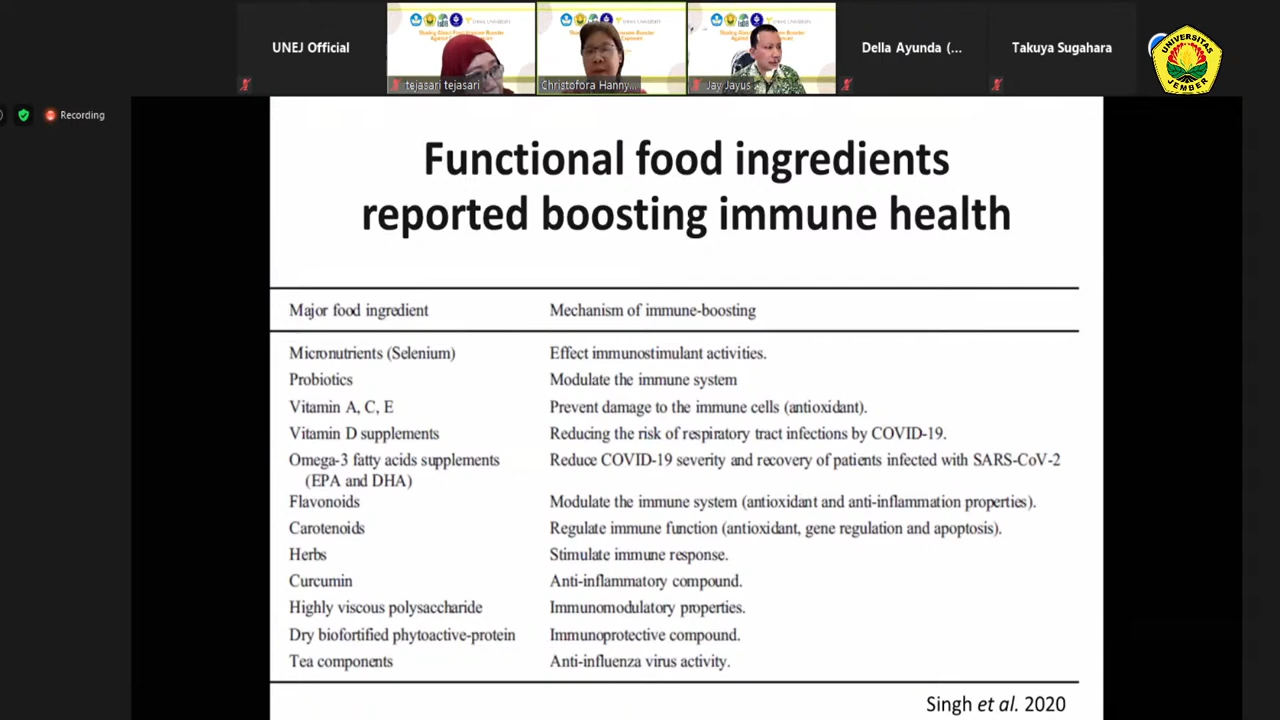 UNEJ Official
tejasari tejasari
Christofora Hanny...
Jay Jayus
Della Ayunda (...
Takuya Sugahara
UNIVERSITAS
JEMBER
Recording
Functional food ingredients
reported boosting immune health
Major food ingredient Mechanism of immune-boosting
Micronutrients (Selenium) Effect immunostimulant activities.
Probiotics Modulate the immune system
Vitamin A, C, E Prevent damage to the immune cells (antioxidant).
Vitamin D supplements Reducing the risk of respiratory tract infections by COVID-19.
Omega-3 fatty acids supplements Reduce COVID-19 severity and recovery of patients infected with SARS-CoV-2
(EPA and DHA)
Flavonoids Modulate the immune system (antioxidant and anti-inflammation properties).
Carotenoids Regulate immune function (antioxidant, gene regulation and apoptosis).
Herbs Stimulate immune response.
Curcumin Anti-inflammatory compound.
Highly viscous polysaccharide Immunomodulatory properties.
Dry biofortified phytoactive-protein Immunoprotective compound.
Tea components Anti-influenza virus activity.
Singh et al. 2020